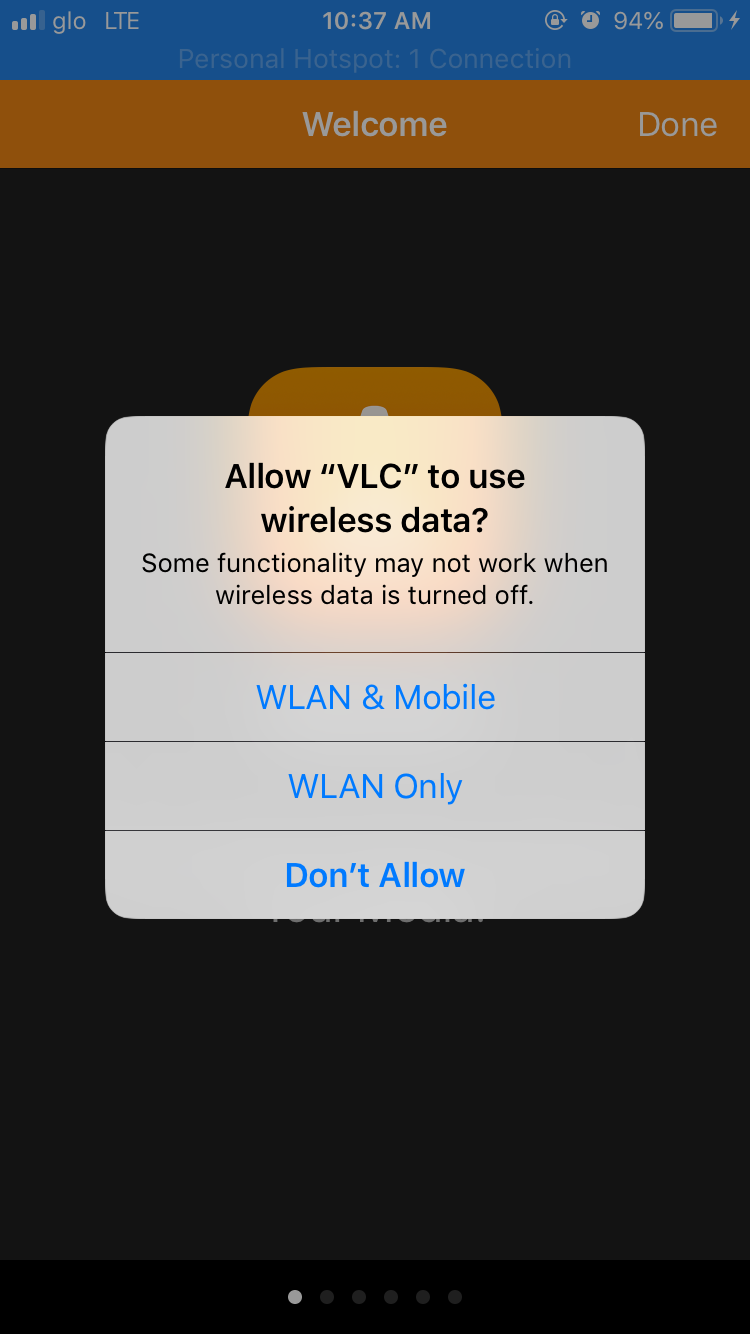 glo LTE 10:37 AM 94%
Personal Hotspot: 1 Connection
Welcome Done
Allow “VLC” to use
wireless data?
Some functionality may not work when
wireless data is turned off.
WLAN & Mobile
WLAN Only
Don’t Allow